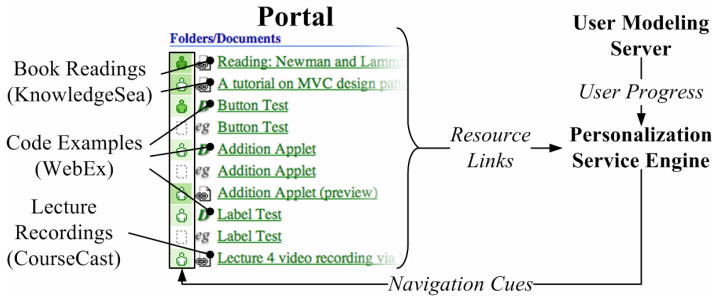 Portal
Folders/Documents
Reading: Newman and Lammi
A tutorial on MVC design patte
D Button Test
eg Button Test
D Addition Applet
eg Addition Applet
Addition Applet (preview)
D Label Test
eg Label Test
Lecture 4 video recording via
Book Readings
(KnowledgeSea)
Code Examples
(WebEx)
Lecture
Recordings
(CourseCast)
Resource
Links
User Modeling
Server
User Progress
Personalization
Service Engine
Navigation Cues